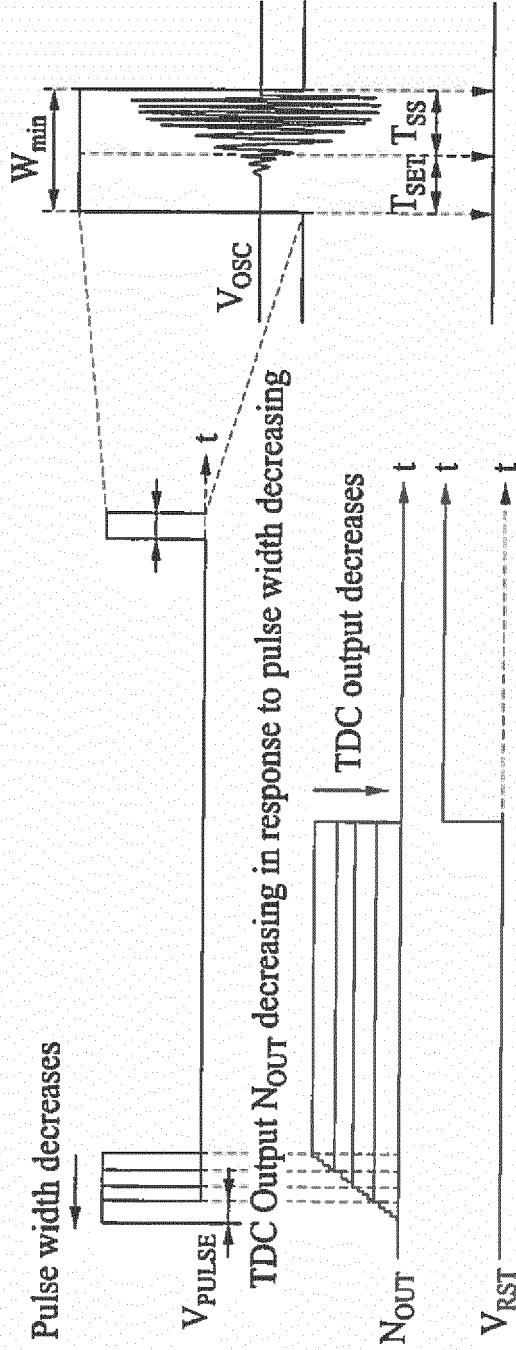 Pulse width decreases
V_PULSE
t
TDC Output N_OUT decreasing in response to pulse width decreasing
N_OUT
TDC output decreases
t
V_RST
t
t
W_min
V_OSC
T_SET
T_SS